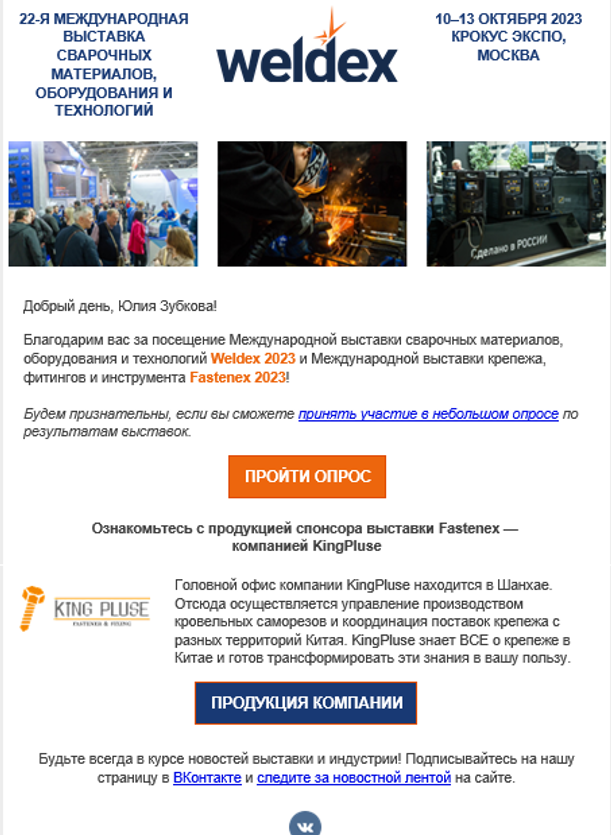 22-Я МЕЖДУНАРОДНАЯ
ВЫСТАВКА
СВАРОЧНЫХ
МАТЕРИАЛОВ,
ОБОРУДОВАНИЯ И
ТЕХНОЛОГИЙ
weldex
10–13 ОКТЯБРЯ 2023
КРОКУС ЭКСПО,
МОСКВА
Сделано в РОССИИ
Добрый день, Юлия Зубкова!
Благодарим вас за посещение Международной выставки сварочных материалов,
оборудования и технологий Weldex 2023 и Международной выставки крепежа,
фитингов и инструмента Fastenex 2023!
Будем признательны, если вы сможете принять участие в небольшом опросе по
результатам выставок.
ПРОЙТИ ОПРОС
Ознакомьтесь с продукцией спонсора выставки Fastenex —
компанией KingPluse
KING PLUSE
FASTENER & FIXING
Головной офис компании KingPluse находится в Шанхае.
Отсюда осуществляется управление производством
кровельных саморезов и координация поставок крепежа с
разных территорий Китая. KingPluse знает ВСЕ о крепеже в
Китае и готов трансформировать эти знания в вашу пользу.
ПРОДУКЦИЯ КОМПАНИИ
Будьте всегда в курсе новостей выставки и индустрии! Подписывайтесь на нашу
страницу в ВКонтакте и следите за новостной лентой на сайте.